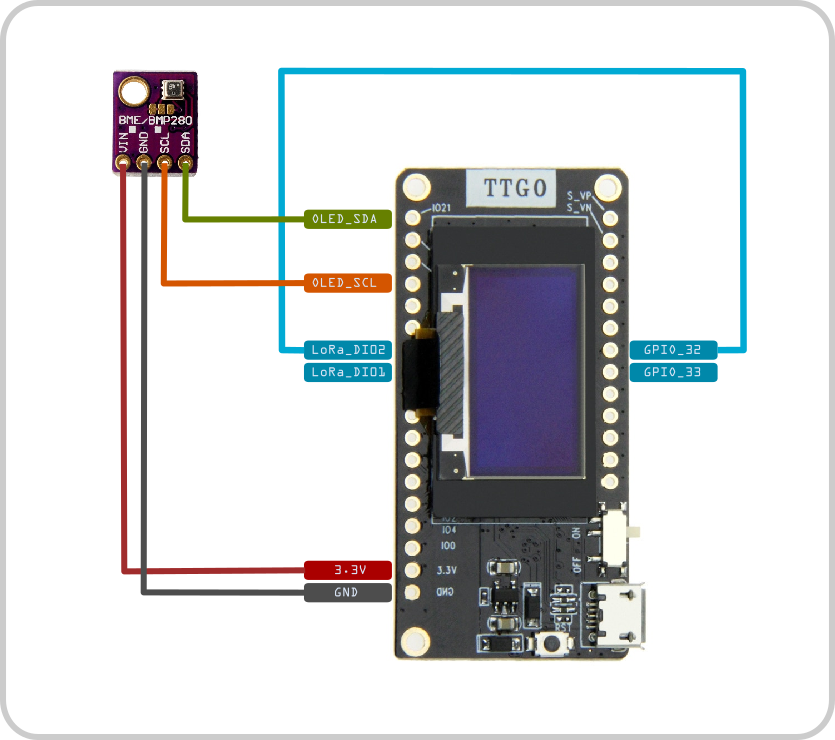 BME/BMP280
VIN
GND
SCL
SDA
TTGO
S_VP
S_VN
IO21
OLED_SDA
OLED_SCL
LoRa_DIO2
LoRa_DIO1
GPIO_32
GPIO_33
IO4
IO0
3.3V
3.3V
GND
GND
ON
OFF
RST